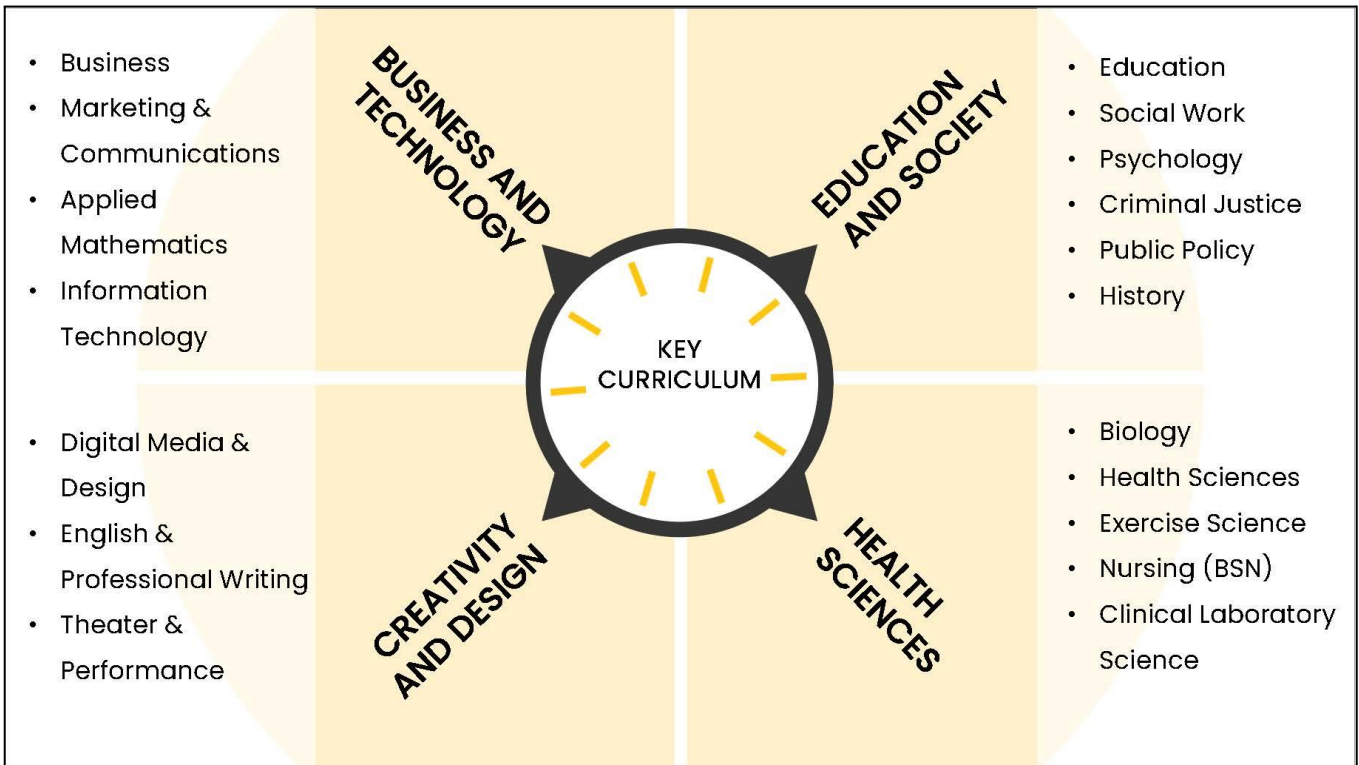 • Business
• Marketing &
Communications
• Applied
Mathematics
• Information
Technology
BUSINESS AND
TECHNOLOGY
EDUCATION
AND SOCIETY
• Education
• Social Work
• Psychology
• Criminal Justice
• Public Policy
• History
KEY
CURRICULUM
• Digital Media &
Design
• English &
Professional Writing
• Theater &
Performance
CREATIVITY
AND DESIGN
HEALTH
SCIENCES
• Biology
• Health Sciences
• Exercise Science
• Nursing (BSN)
• Clinical Laboratory
Science